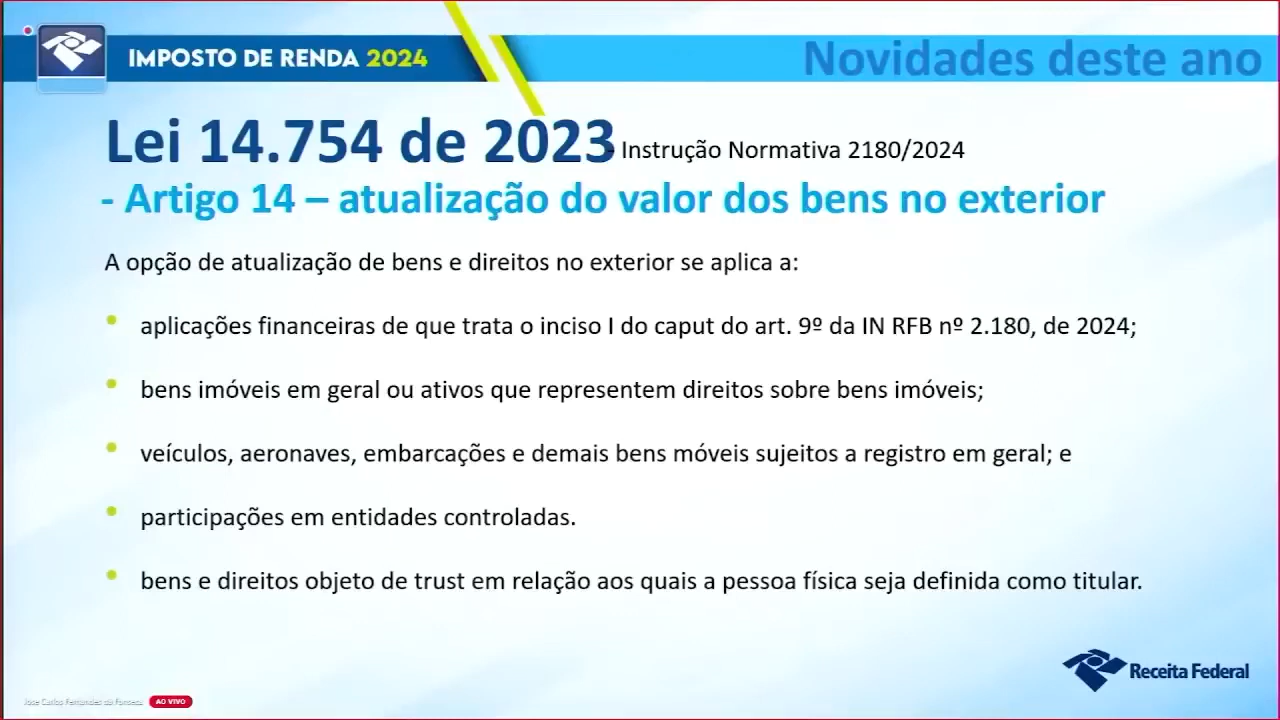 IMPOSTO DE RENDA 2024
Novidades deste ano
Lei 14.754 de 2023 - Instrução Normativa 2180/2024
- Artigo 14 – atualização do valor dos bens no exterior
A opção de atualização de bens e direitos no exterior se aplica a:
• aplicações financeiras de que trata o inciso I do caput do art. 9º da IN RFB nº 2.180, de 2024;
• bens imóveis em geral ou ativos que representem direitos sobre bens imóveis;
• veículos, aeronaves, embarcações e demais bens móveis sujeitos a registro em geral; e
• participações em entidades controladas.
• bens e direitos objeto de trust em relação aos quais a pessoa física seja definida como titular.
Receita Federal
Jose Carlos Fernandes da Fonseca AO VIVO